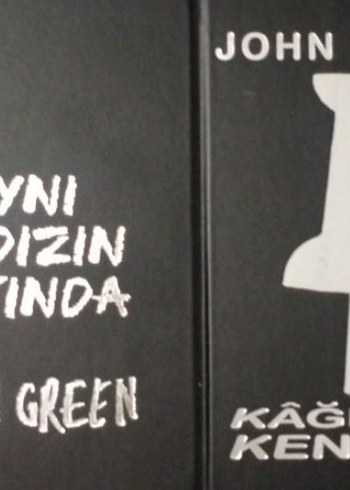 YNI
DIZIN
TINDA
GREEN
JOHN
KÂĞ
KEN